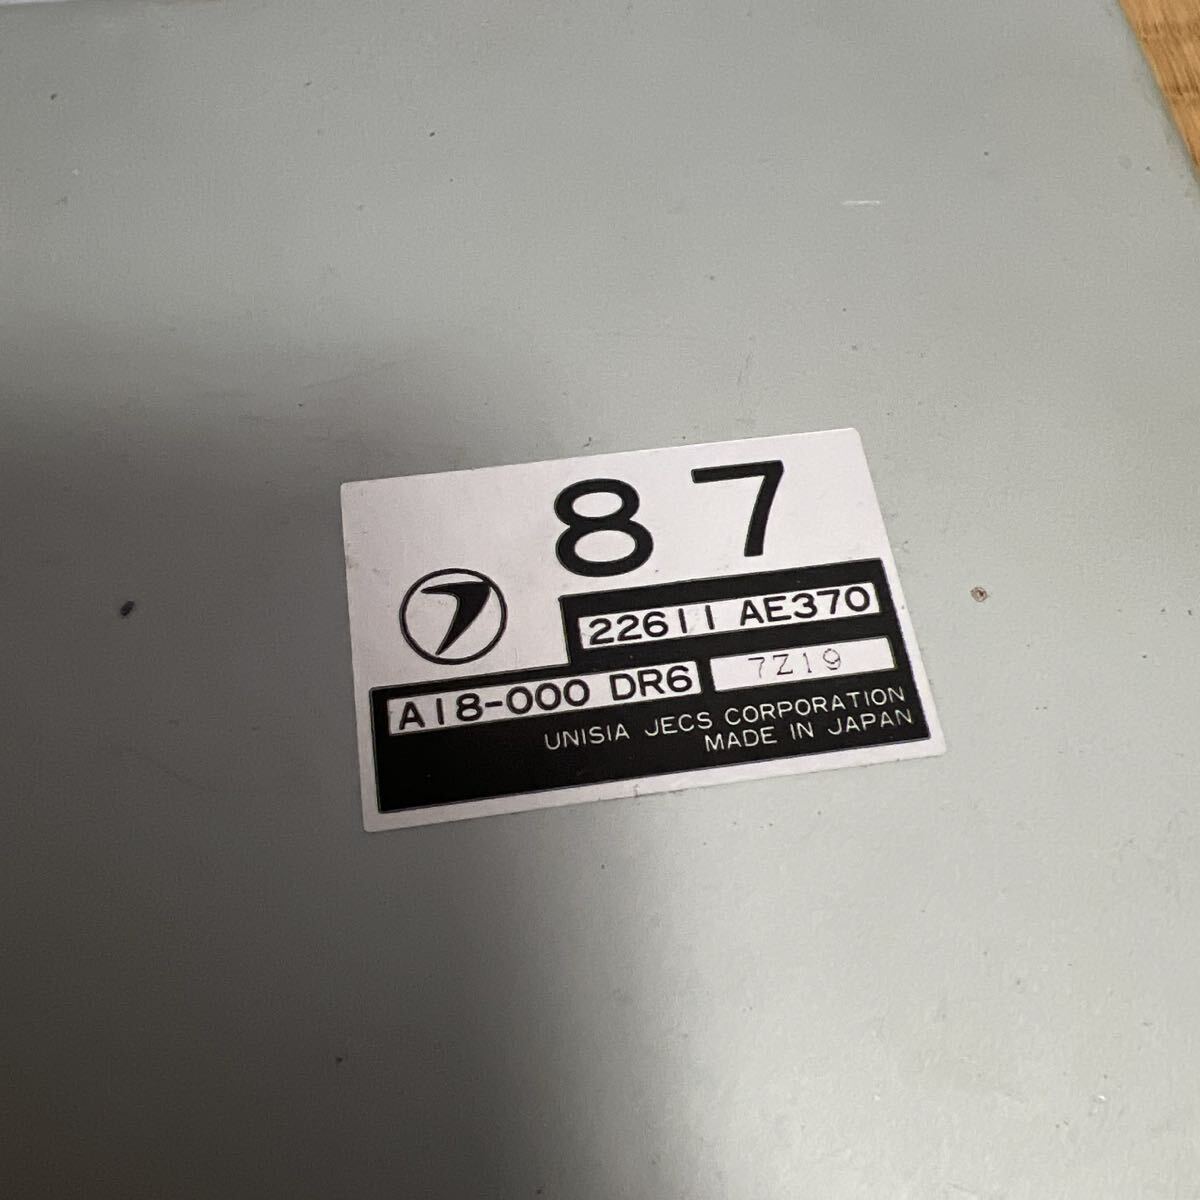 87
22611 AE370
A18-000 DR6 7Z19
UNISIA JECS CORPORATION
MADE IN JAPAN